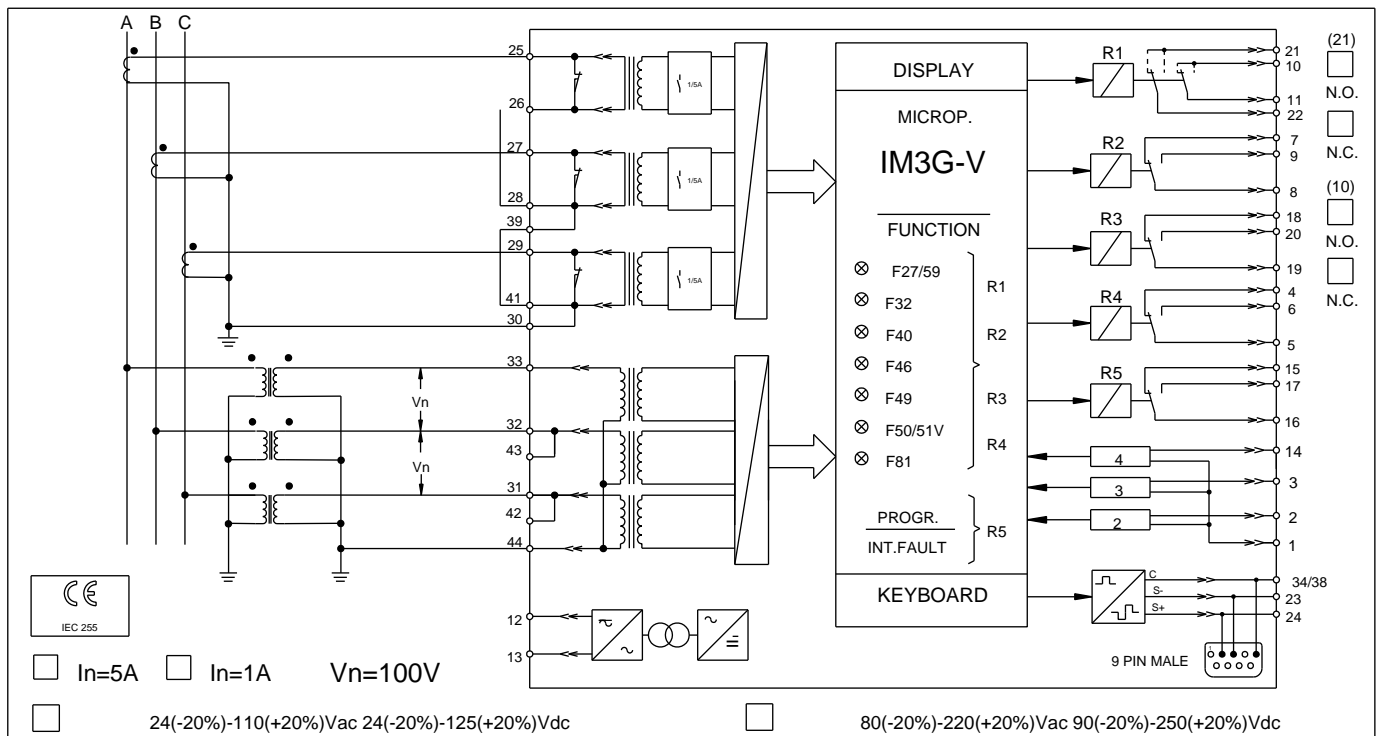 A B C
25
26
27
28
39
29
41
30
33
32
43
31
42
44
12
13
Vn
Vn
1/5A
1/5A
1/5A
DISPLAY
MICROP.
IM3G-V
FUNCTION
F27/59
F32
F40
F46
F49
F50/51V
F81
R1
R2
R3
R4
PROGR.
INT.FAULT
R5
KEYBOARD
R1
R2
R3
R4
R5
4
3
2
C
S-
S+
21
10
11
22
7
9
8
18
20
19
4
6
5
15
17
16
14
3
2
1
34/38
23
24
(21)
N.O.
N.C.
(10)
N.O.
N.C.
9 PIN MALE
1
CE
IEC 255
In=5A In=1A Vn=100V
24(-20%)-110(+20%)Vac 24(-20%)-125(+20%)Vdc
80(-20%)-220(+20%)Vac 90(-20%)-250(+20%)Vdc